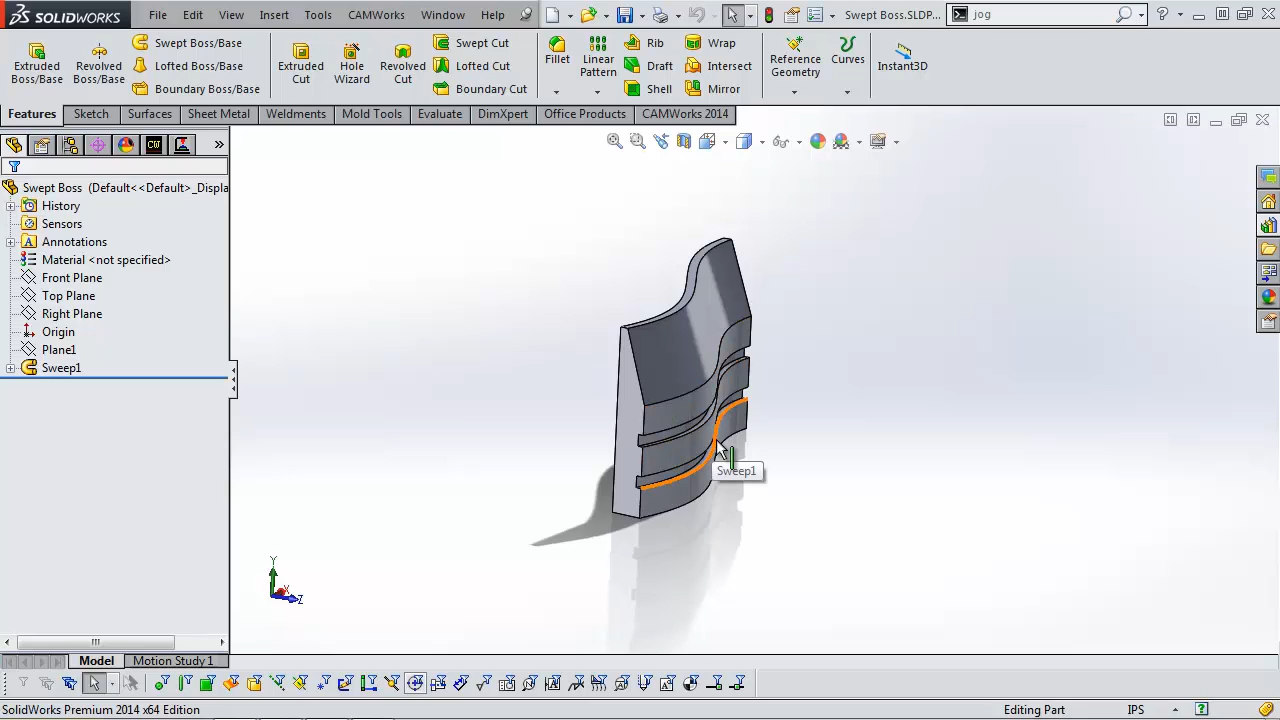 SOLIDWORKS File Edit View Insert Tools CAMWorks Window Help Swept Boss.SLDP... jog
Extruded Boss/Base
Revolved Boss/Base
Swept Boss/Base
Lofted Boss/Base
Boundary Boss/Base
Extruded Cut
Hole Wizard
Revolved Cut
Swept Cut
Lofted Cut
Boundary Cut
Fillet
Linear Pattern
Rib
Draft
Shell
Wrap
Intersect
Mirror
Reference Geometry
Curves
Instant3D
Features Sketch Surfaces Sheet Metal Weldments Mold Tools Evaluate DimXpert Office Products CAMWorks 2014
CW
Swept Boss (Default<<Default>_Displa
History
Sensors
Annotations
Material <not specified>
Front Plane
Top Plane
Right Plane
Origin
Plane1
Sweep1
Sweep1
Y
X
Z
Model Motion Study 1
SolidWorks Premium 2014 x64 Edition Editing Part IPS